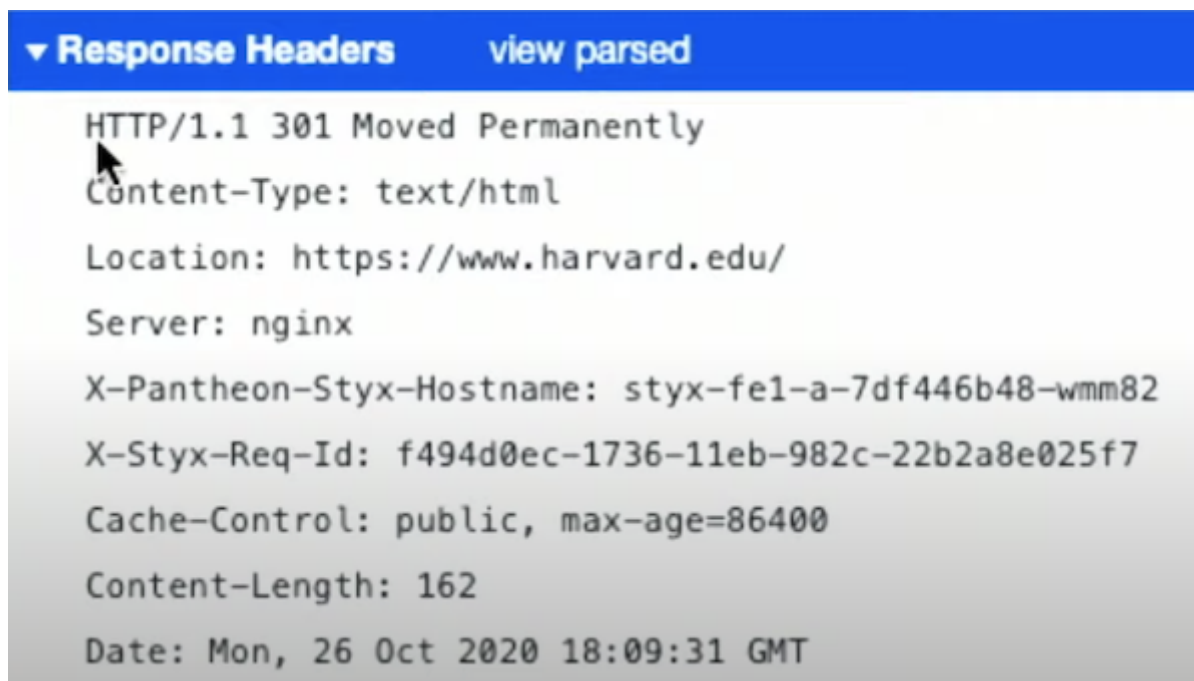 Response Headers view parsed
HTTP/1.1 301 Moved Permanently
Content-Type: text/html
Location: https://www.harvard.edu/
Server: nginx
X-Pantheon-Styx-Hostname: styx-fe1-a-7df446b48-wmm82
X-Styx-Req-Id: f494d0ec-1736-11eb-982c-22b2a8e025f7
Cache-Control: public, max-age=86400
Content-Length: 162
Date: Mon, 26 Oct 2020 18:09:31 GMT